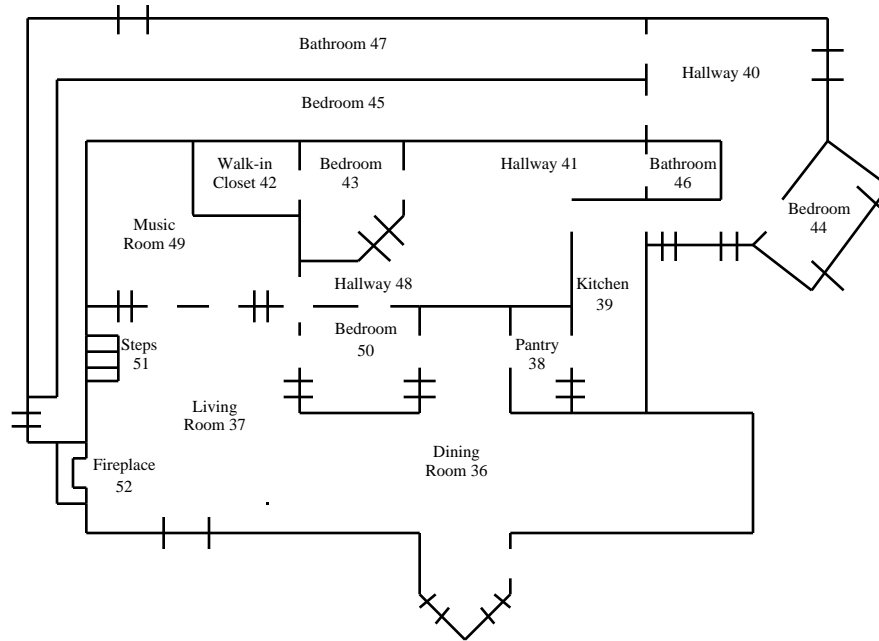 Bathroom 47
Hallway 40
Bedroom 45
Walk-in
Closet 42
Bedroom
43
Hallway 41
Bathroom
46
Bedroom
44
Music
Room 49
Hallway 48
Kitchen
39
Steps
51
Bedroom
50
Pantry
38
Living
Room 37
Dining
Room 36
Fireplace
52